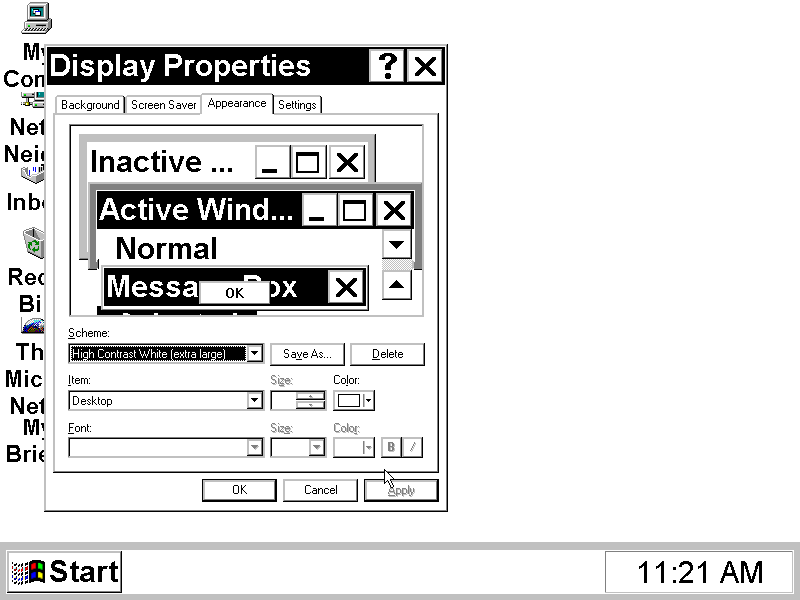 My
Com
Net
Neig
Inbo
Rec
Bi
Th
Mic
Net
My
Brie
Display Properties
Background Screen Saver Appearance Settings
Inactive ...
Active Wind...
Normal
Messa Box
OK
Scheme:
High Contrast White (extra large)
Save As... Delete
Item: Size: Color:
Desktop
Font: Size: Color:
B /
OK Cancel Apply
Start 11:21 AM